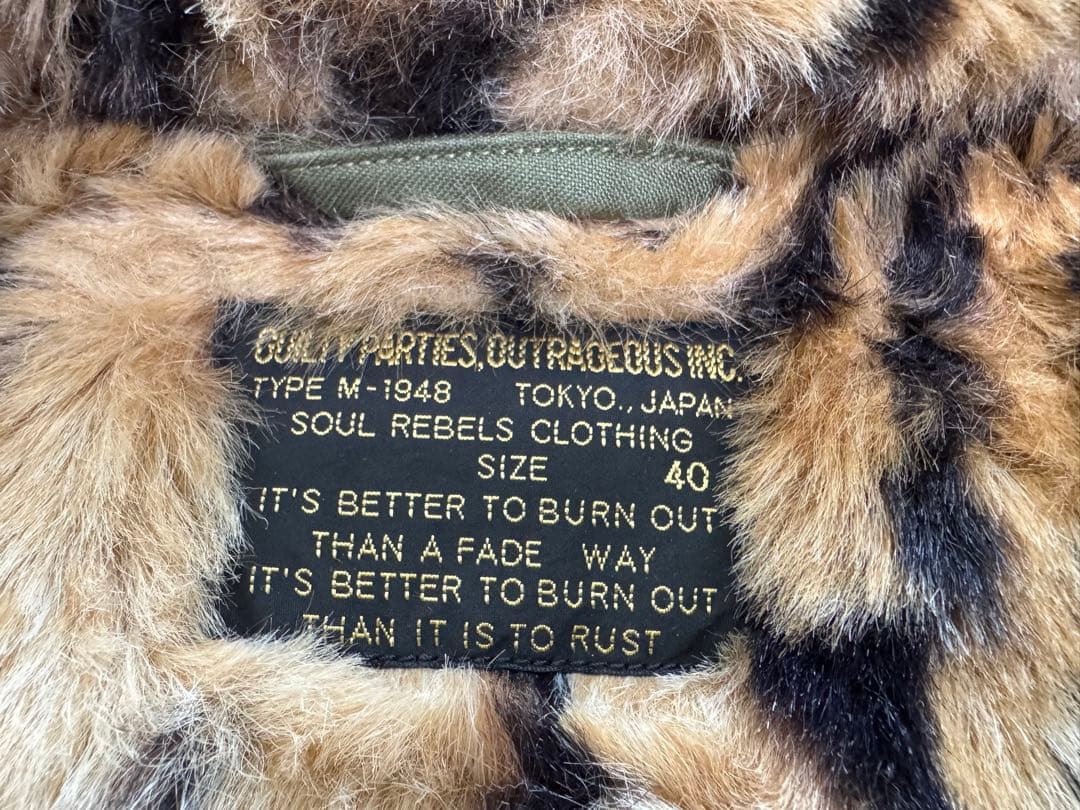 GUILTY PARTIES, OUTRAGEOUS INC.
TYPE M-1948 TOKYO., JAPAN
SOUL REBELS CLOTHING
SIZE 40
IT'S BETTER TO BURN OUT
THAN A FADE WAY
IT'S BETTER TO BURN OUT
THAN IT IS TO RUST